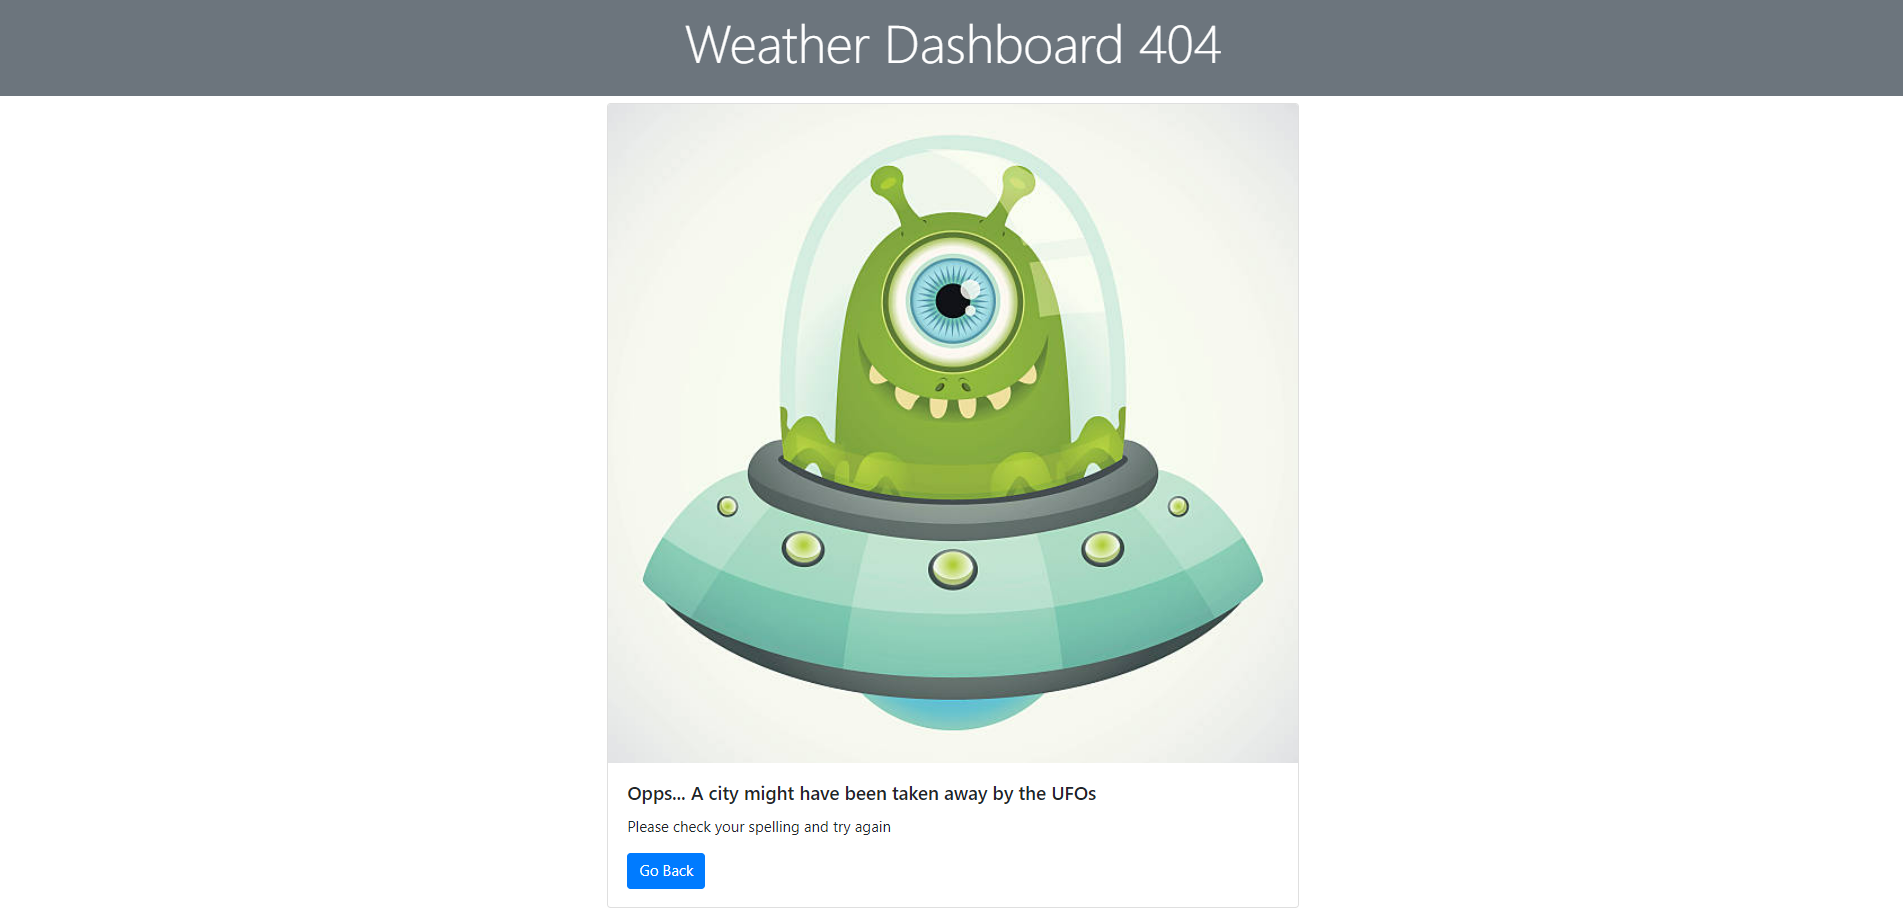 Weather Dashboard 404
Opps... A city might have been taken away by the UFOs
Please check your spelling and try again
Go Back